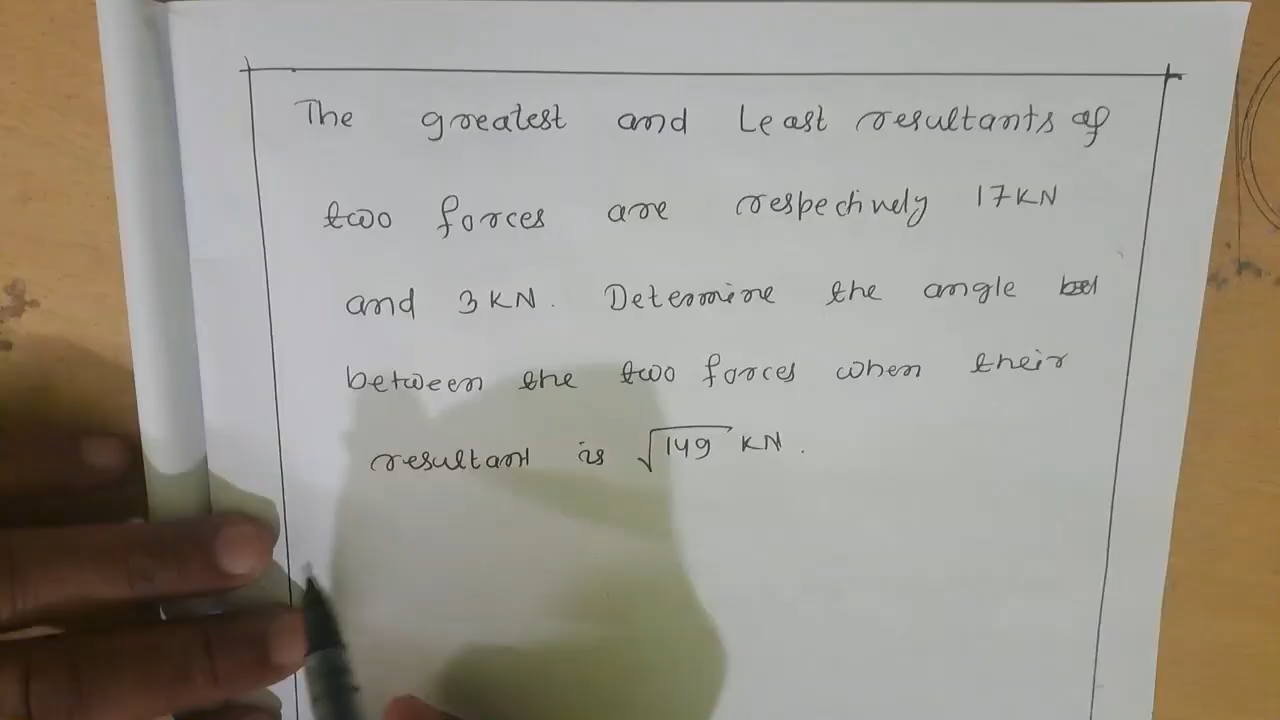 The greatest and Least resultants of
two forces are respectively 17KN
and 3KN. Determine the angle
between the two forces when their
resultant is √149 KN.